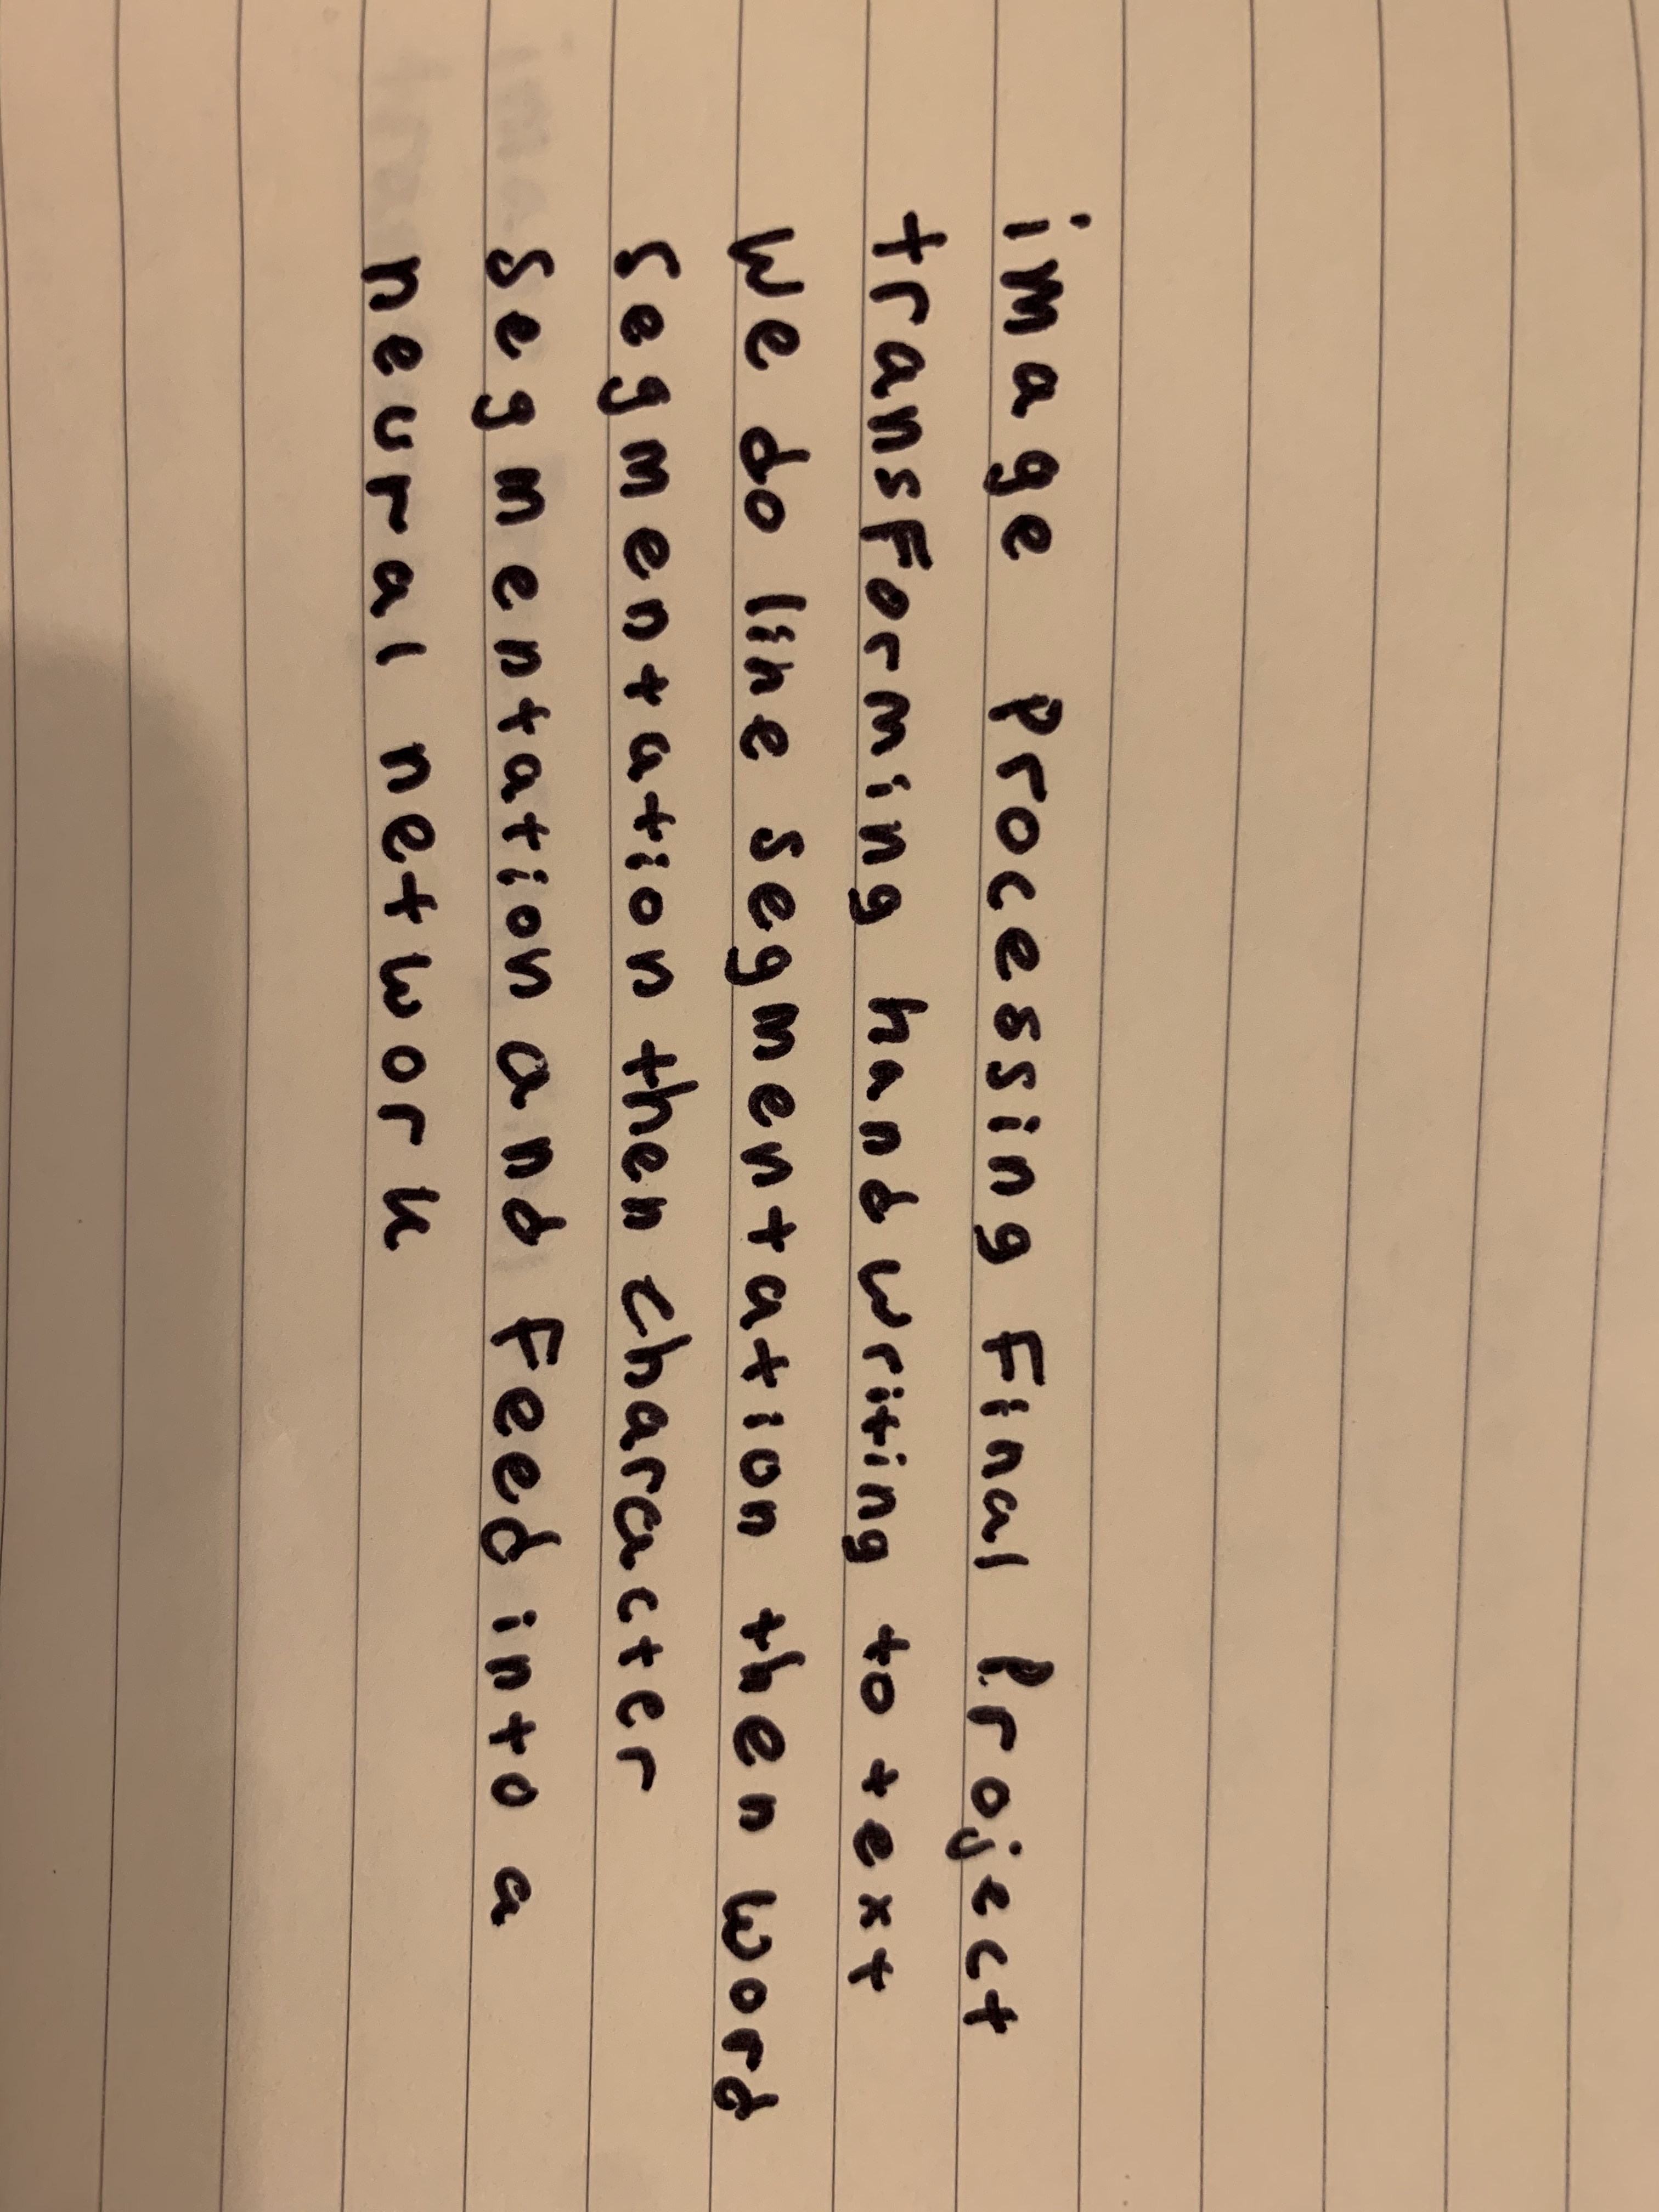 image processing Final Project
transForming handwriting to text
We do line segmentation then word
segmentation then character
segmentation and Feed into a
neural network